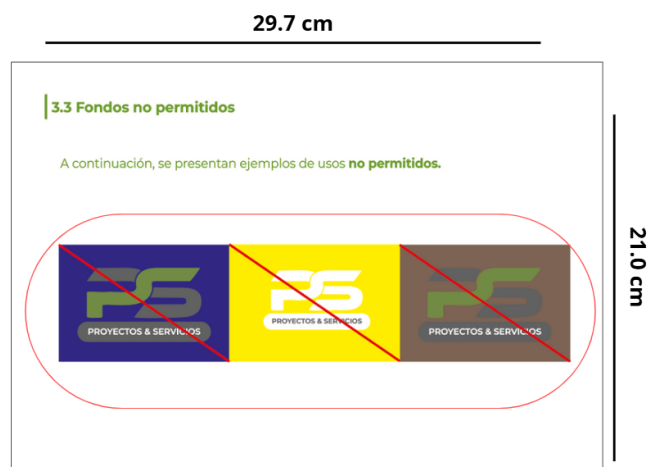 29.7 cm
3.3 Fondos no permitidos
A continuación, se presentan ejemplos de usos no permitidos.
PS PS PS
PROYECTOS & SERVICIOS PROYECTOS & SERVICIOS PROYECTOS & SERVICIOS
21.0 cm